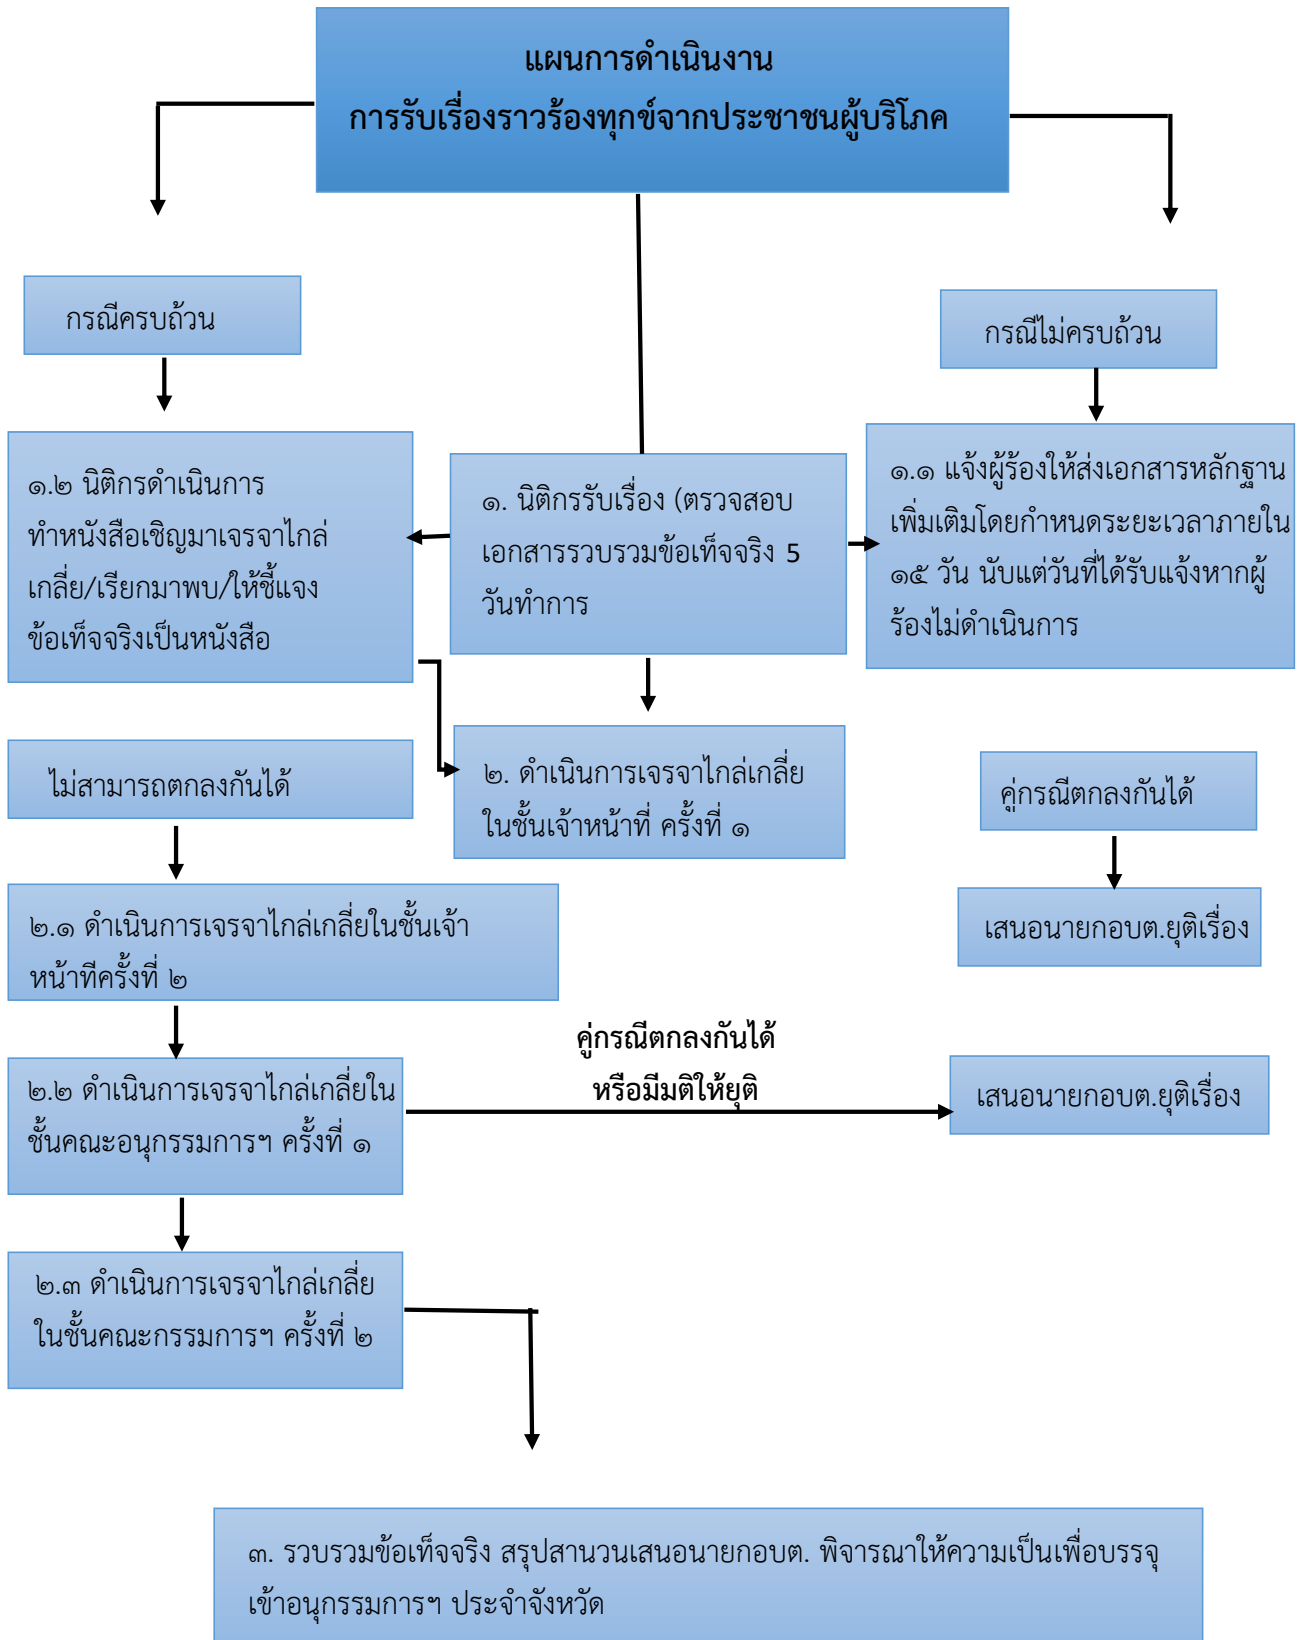 แผนการดำเนินงาน
การรับเรื่องราวร้องทุกข์จากประชาชนผู้บริโภค
กรณีครบถ้วน
กรณีไม่ครบถ้วน
๑.๒ นิติกรดำเนินการ
ทำหนังสือเชิญมาเจรจาไกล่
เกลี่ย/เรียกมาพบ/ให้ชี้แจง
ข้อเท็จจริงเป็นหนังสือ
๑. นิติกรรับเรื่อง (ตรวจสอบ
เอกสารรวบรวมข้อเท็จจริง 5
วันทำการ
๑.๑ แจ้งผู้ร้องให้ส่งเอกสารหลักฐาน
เพิ่มเติมโดยกำหนดระยะเวลาภายใน
๑๕ วัน นับแต่วันที่ได้รับแจ้งหากผู้
ร้องไม่ดำเนินการ
ไม่สามารถตกลงกันได้
๒. ดำเนินการเจรจาไกล่เกลี่ย
ในชั้นเจ้าหน้าที่ ครั้งที่ ๑
คู่กรณีตกลงกันได้
๒.๑ ดำเนินการเจรจาไกล่เกลี่ยในชั้นเจ้า
หน้าทีครั้งที่ ๒
เสนอนายกอบต.ยุติเรื่อง
คู่กรณีตกลงกันได้
หรือมีมติให้ยุติ
๒.๒ ดำเนินการเจรจาไกล่เกลี่ยใน
ชั้นคณะอนุกรรมการฯ ครั้งที่ ๑
เสนอนายกอบต.ยุติเรื่อง
๒.๓ ดำเนินการเจรจาไกล่เกลี่ย
ในชั้นคณะกรรมการฯ ครั้งที่ ๒
๓. รวบรวมข้อเท็จจริง สรุปสานวนเสนอนายกอบต. พิจารณาให้ความเป็นเพื่อบรรจุ
เข้าอนุกรรมการฯ ประจำจังหวัด